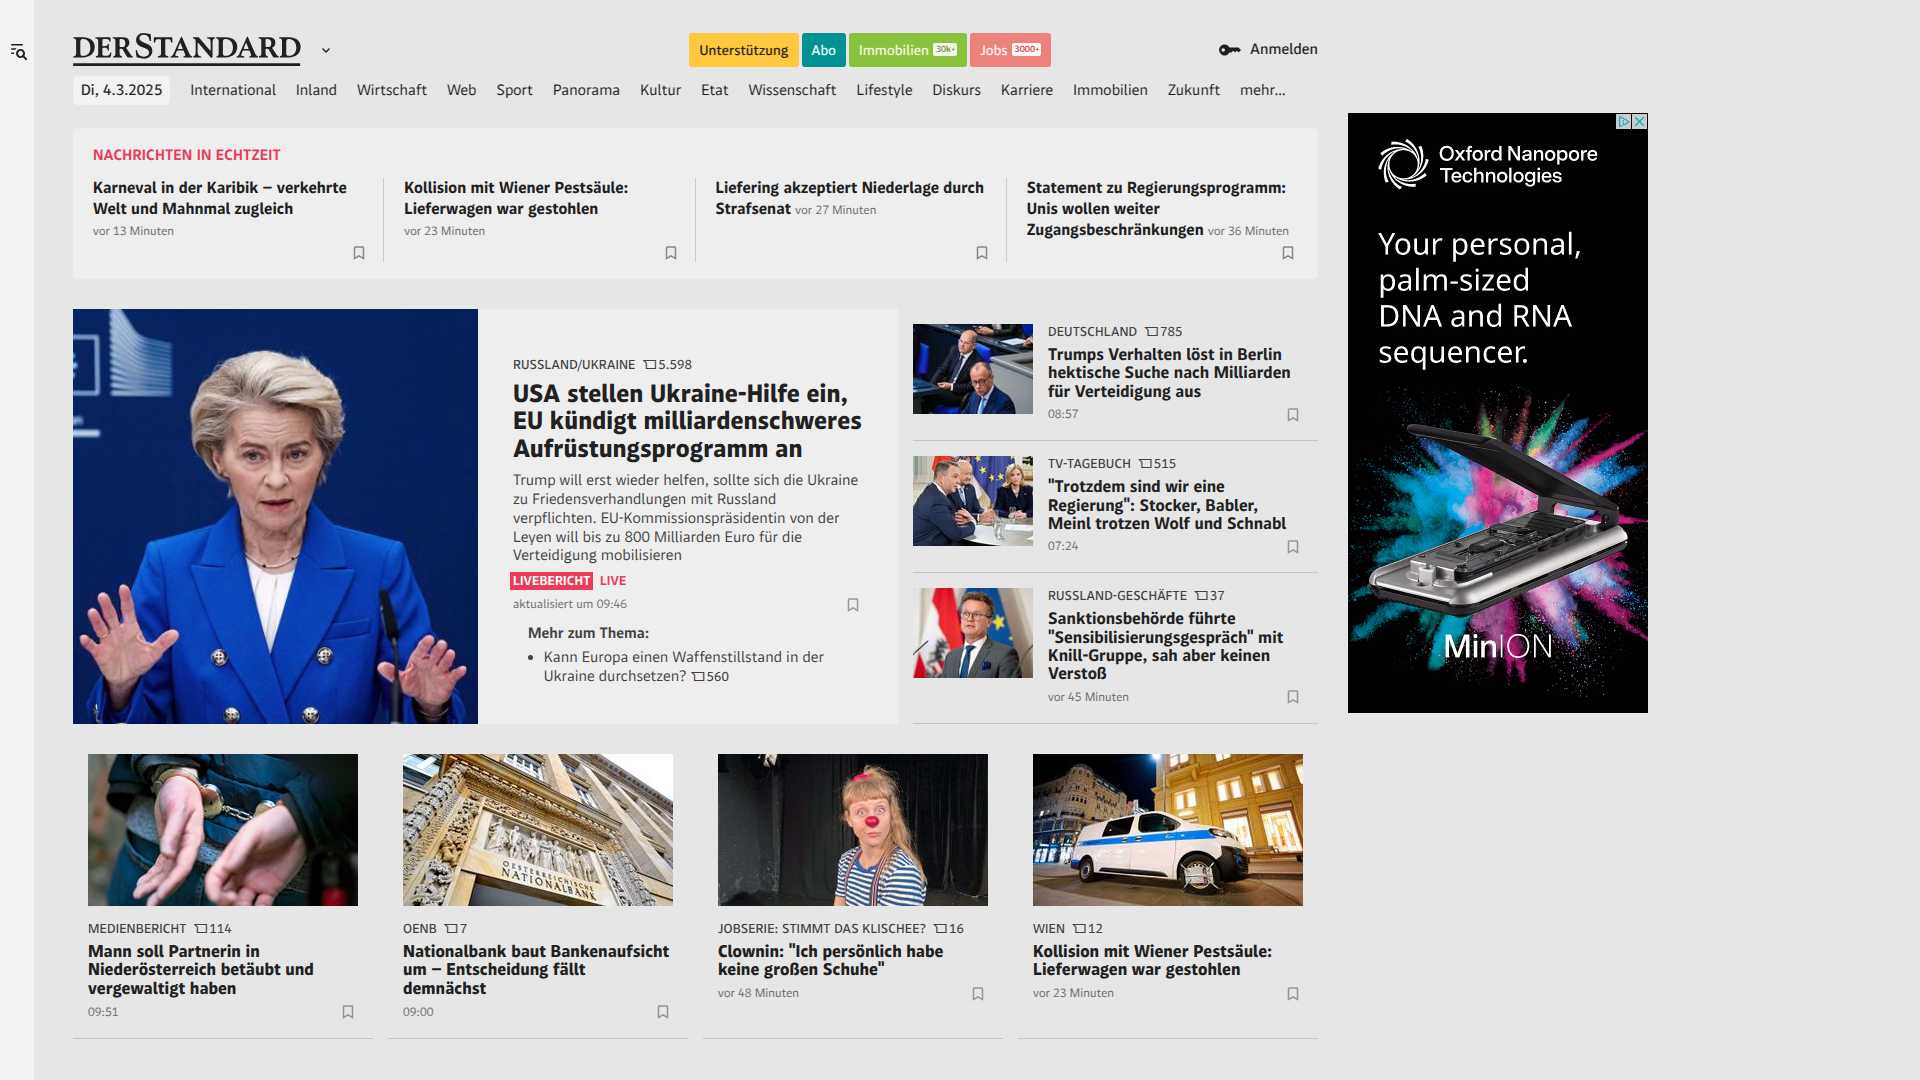 DERSTANDARD
Unterstützung
Abo
Immobilien 30k+
Jobs 3000+
Anmelden
Di, 4.3.2025
International
Inland
Wirtschaft
Web
Sport
Panorama
Kultur
Etat
Wissenschaft
Lifestyle
Diskurs
Karriere
Immobilien
Zukunft
mehr...
NACHRICHTEN IN ECHTZEIT
Karneval in der Karibik – verkehrte
Welt und Mahnmal zugleich
vor 13 Minuten
Kollision mit Wiener Pestsäule:
Lieferwagen war gestohlen
vor 23 Minuten
Liefering akzeptiert Niederlage durch
Strafsenat vor 27 Minuten
Statement zu Regierungsprogramm:
Unis wollen weiter
Zugangsbeschränkungen vor 36 Minuten
RUSSLAND/UKRAINE 5.598
USA stellen Ukraine-Hilfe ein,
EU kündigt milliardenschweres
Aufrüstungsprogramm an
Trump will erst wieder helfen, sollte sich die Ukraine
zu Friedensverhandlungen mit Russland
verpflichten. EU-Kommissionspräsidentin von der
Leyen will bis zu 800 Milliarden Euro für die
Verteidigung mobilisieren
LIVEBERICHT LIVE
aktualisiert um 09:46
Mehr zum Thema:
• Kann Europa einen Waffenstillstand in der
Ukraine durchsetzen? 560
DEUTSCHLAND 785
Trumps Verhalten löst in Berlin
hektische Suche nach Milliarden
für Verteidigung aus
08:57
TV-TAGEBUCH 515
"Trotzdem sind wir eine
Regierung": Stocker, Babler,
Meinl trotzen Wolf und Schnabl
07:24
RUSSLAND-GESCHÄFTE 37
Sanktionsbehörde führte
"Sensibilisierungsgespräch" mit
Knill-Gruppe, sah aber keinen
Verstoß
vor 45 Minuten
MEDIENBERICHT 114
Mann soll Partnerin in
Niederösterreich betäubt und
vergewaltigt haben
09:51
OESTERREICHISCHE
NATIONALBANK
OENB 7
Nationalbank baut Bankenaufsicht
um – Entscheidung fällt
demnächst
09:00
JOBSERIE: STIMMT DAS KLISCHEE? 16
Clownin: "Ich persönlich habe
keine großen Schuhe"
vor 48 Minuten
WIEN 12
Kollision mit Wiener Pestsäule:
Lieferwagen war gestohlen
vor 23 Minuten
Oxford Nanopore
Technologies
Your personal,
palm-sized
DNA and RNA
sequencer.
MinION